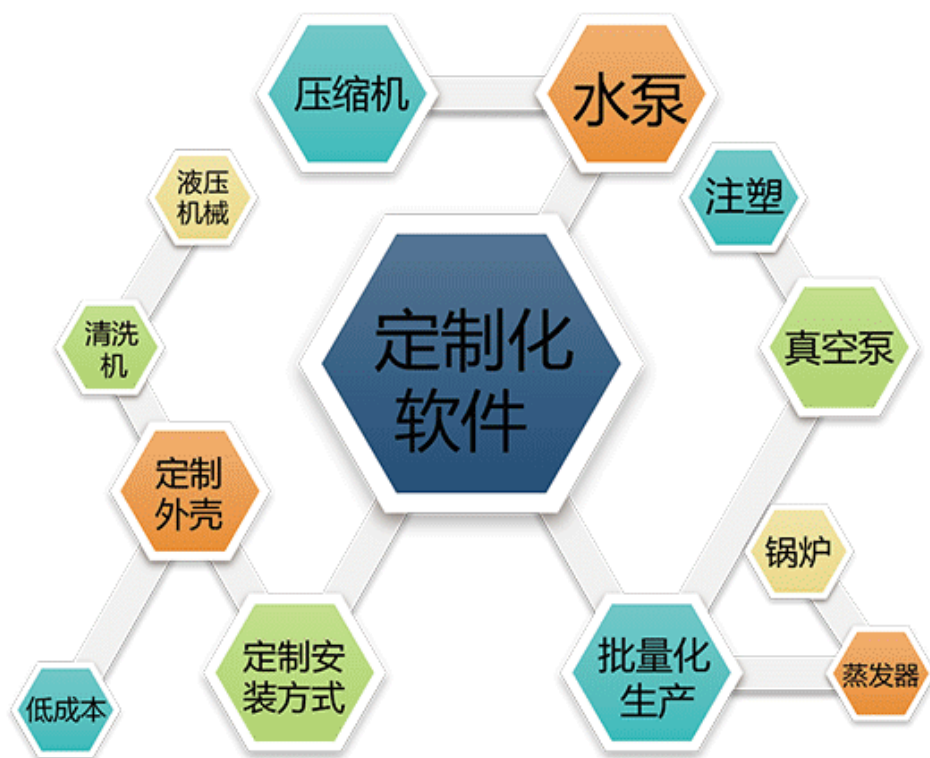 压缩机
水泵
液压
机械
注塑
清洗
机
定制化
软件
真空泵
定制
外壳
锅炉
定制安
装方式
批量化
生产
蒸发器
低成本